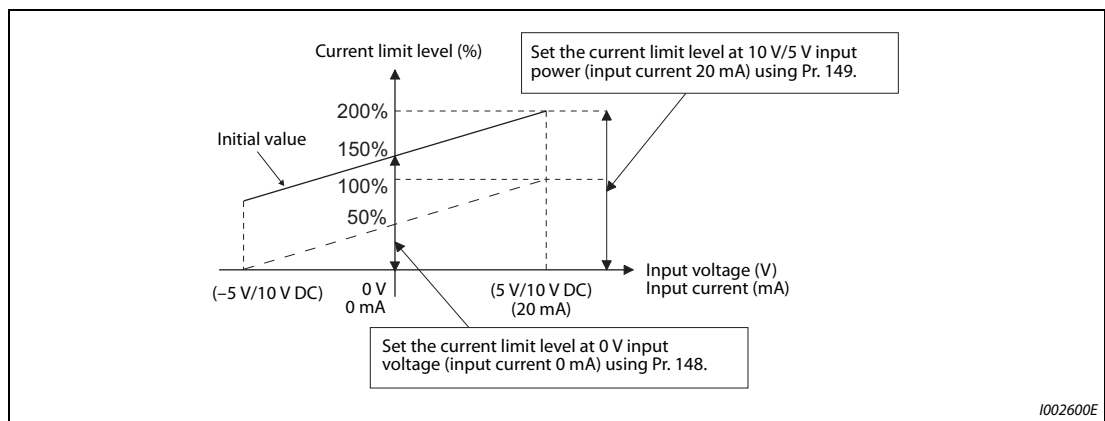 Current limit level (%)
Set the current limit level at 10 V/5 V input
power (input current 20 mA) using Pr. 149.
200%
Initial value
150%
100%
50%
Input voltage (V)
Input current (mA)
(–5 V/10 V DC)
0 V
0 mA
(5 V/10 V DC)
(20 mA)
Set the current limit level at 0 V input
voltage (input current 0 mA) using Pr. 148.
I002600E